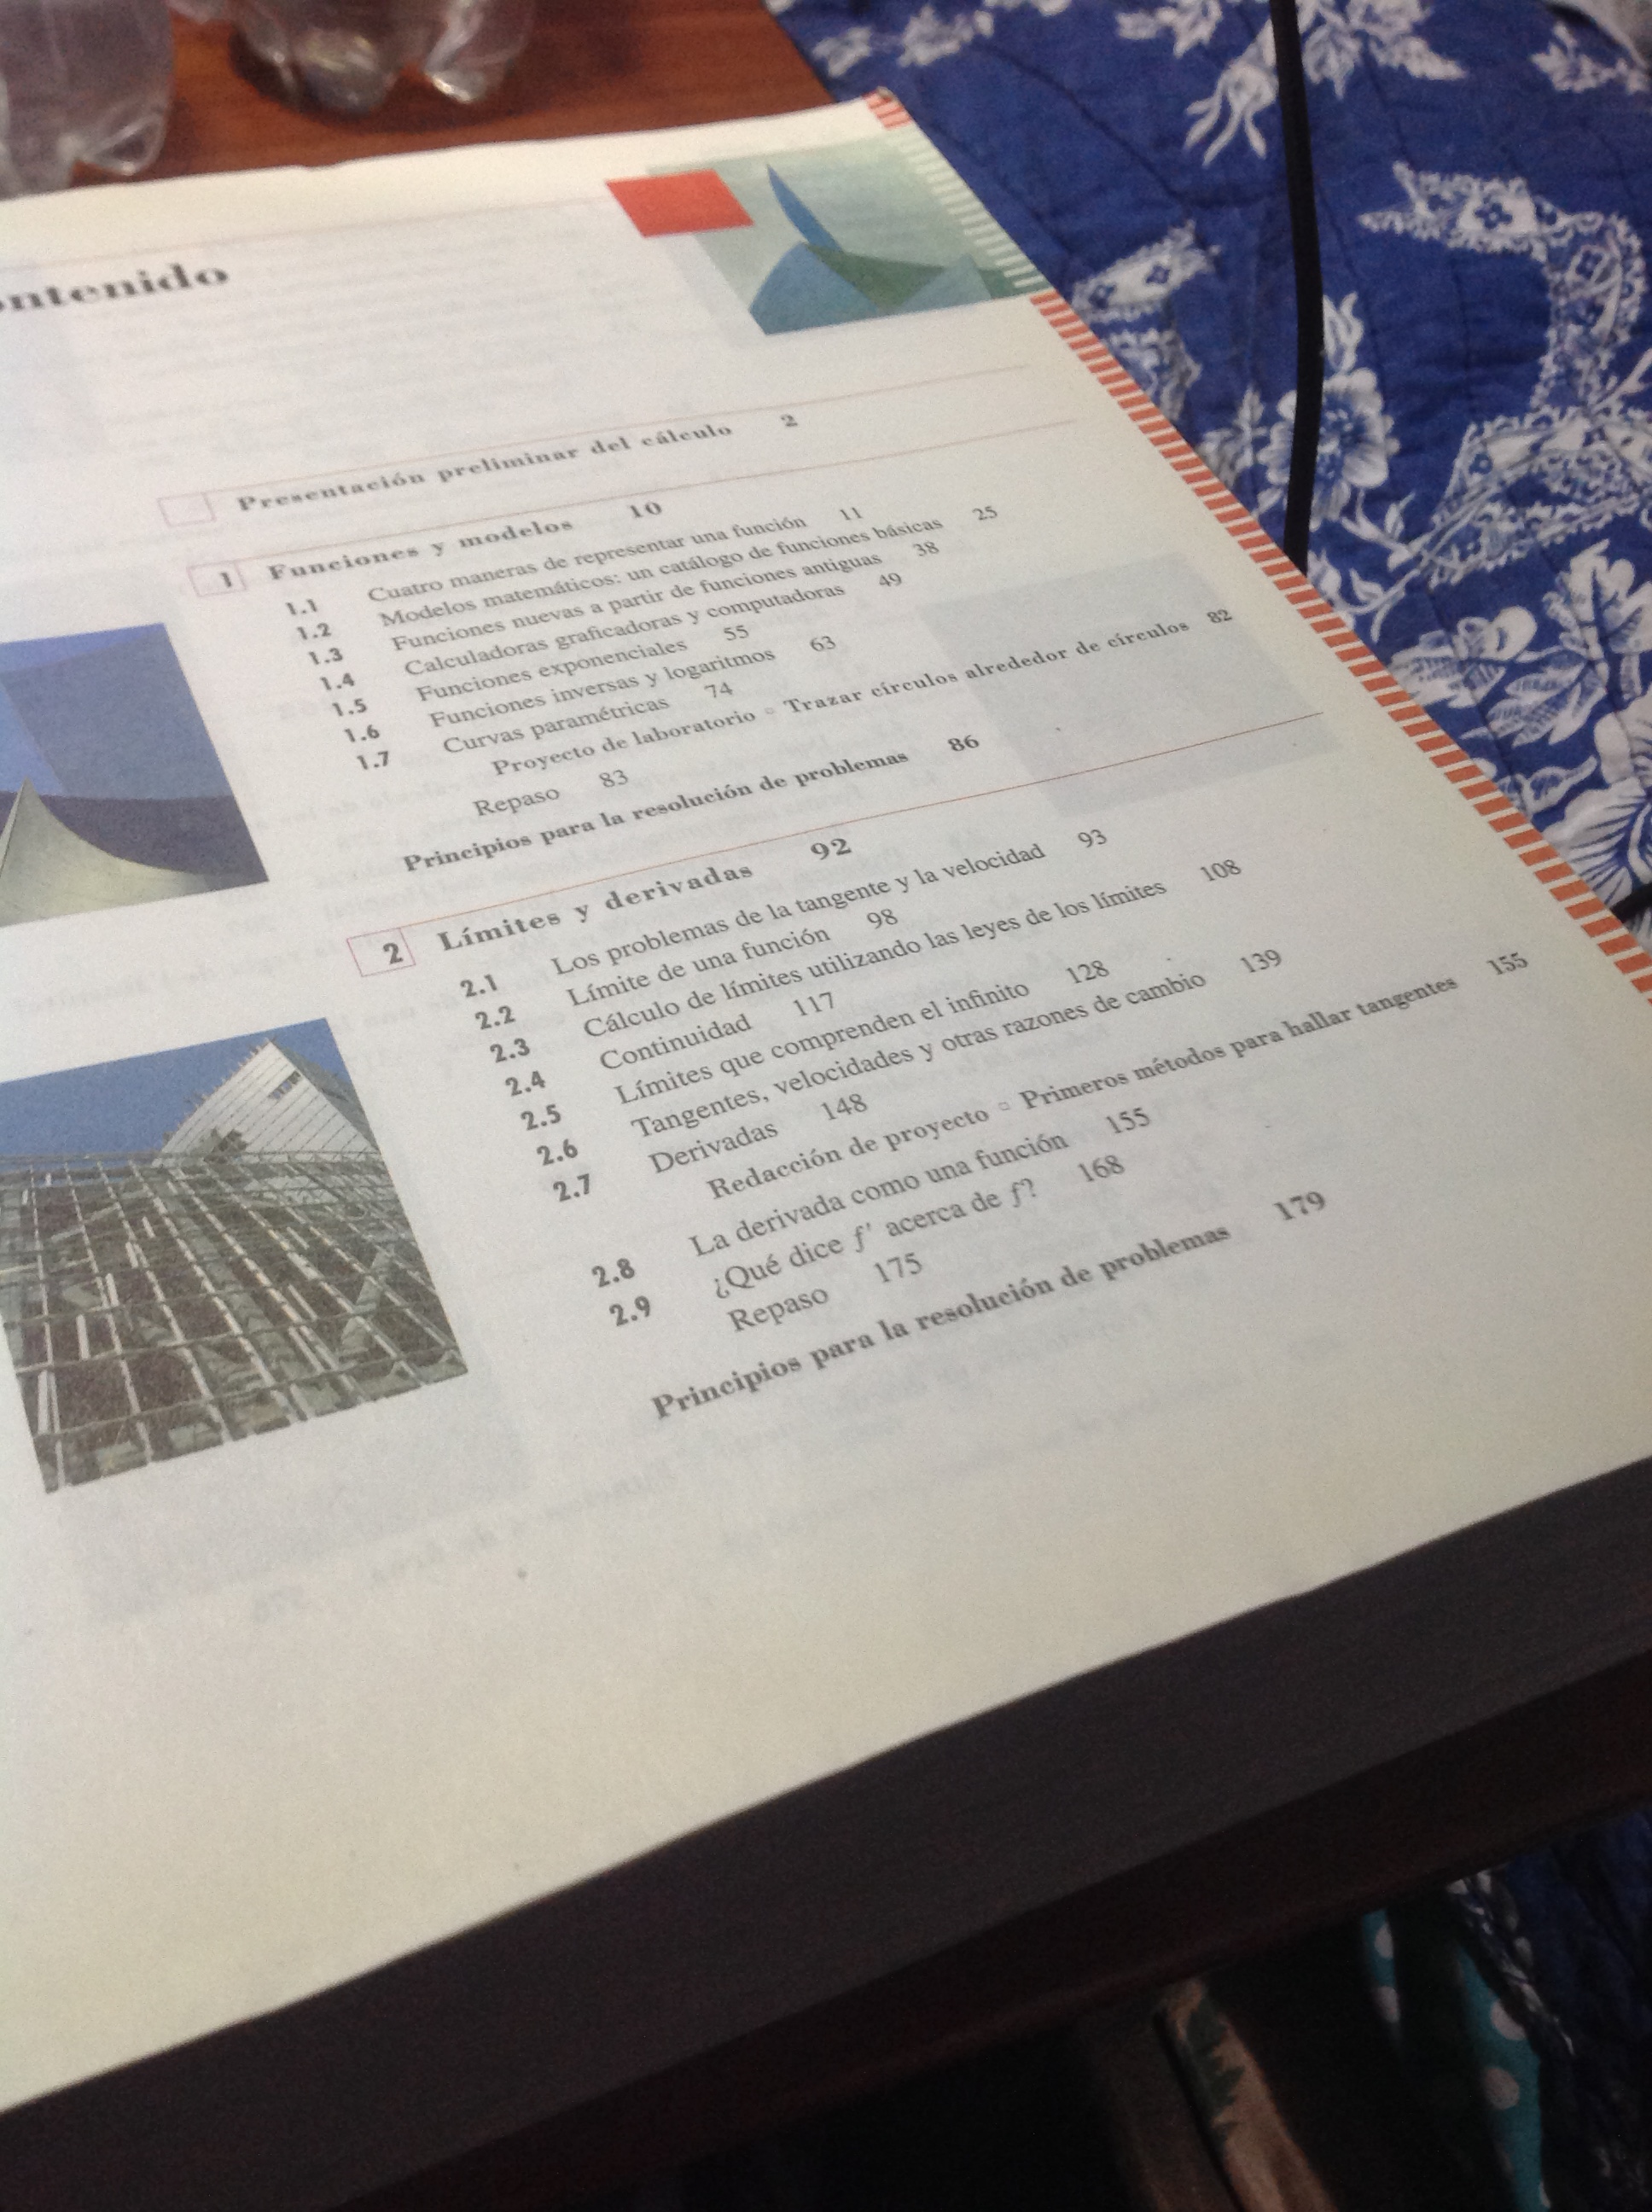 ontenido
Presentación preliminar del cálculo 2
1 Funciones y modelos 10
1.1 Cuatro maneras de representar una función 11
1.2 Modelos matemáticos: un catálogo de funciones básicas 25
1.3 Funciones nuevas a partir de funciones antiguas 38
1.4 Calculadoras graficadoras y computadoras 49
1.5 Funciones exponenciales 55
1.6 Funciones inversas y logaritmos 63
1.7 Curvas paramétricas 74
Proyecto de laboratorio ▫ Trazar círculos alrededor de círculos 82
Repaso 83
Principios para la resolución de problemas 86
2 Límites y derivadas 92
2.1 Los problemas de la tangente y la velocidad 93
2.2 Límite de una función 98
2.3 Cálculo de límites utilizando las leyes de los límites 108
2.4 Continuidad 117
2.5 Límites que comprenden el infinito 128
2.6 Tangentes, velocidades y otras razones de cambio 139
2.7 Derivadas 148
Redacción de proyecto ▫ Primeros métodos para hallar tangentes 155
2.8 La derivada como una función 155
2.9 ¿Qué dice f' acerca de f? 168
Repaso 175
Principios para la resolución de problemas 179